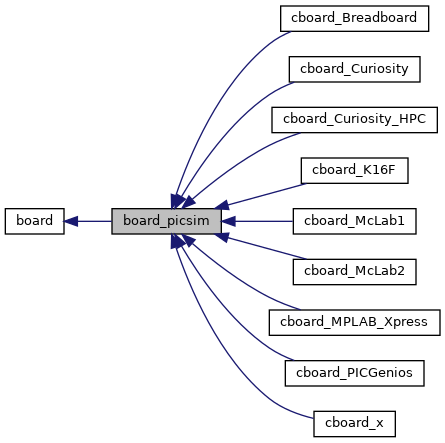 cboard_Breadboard
cboard_Curiosity
cboard_Curiosity_HPC
cboard_K16F
board
board_picsim
cboard_McLab1
cboard_McLab2
cboard_MPLAB_Xpress
cboard_PICGenios
cboard_x